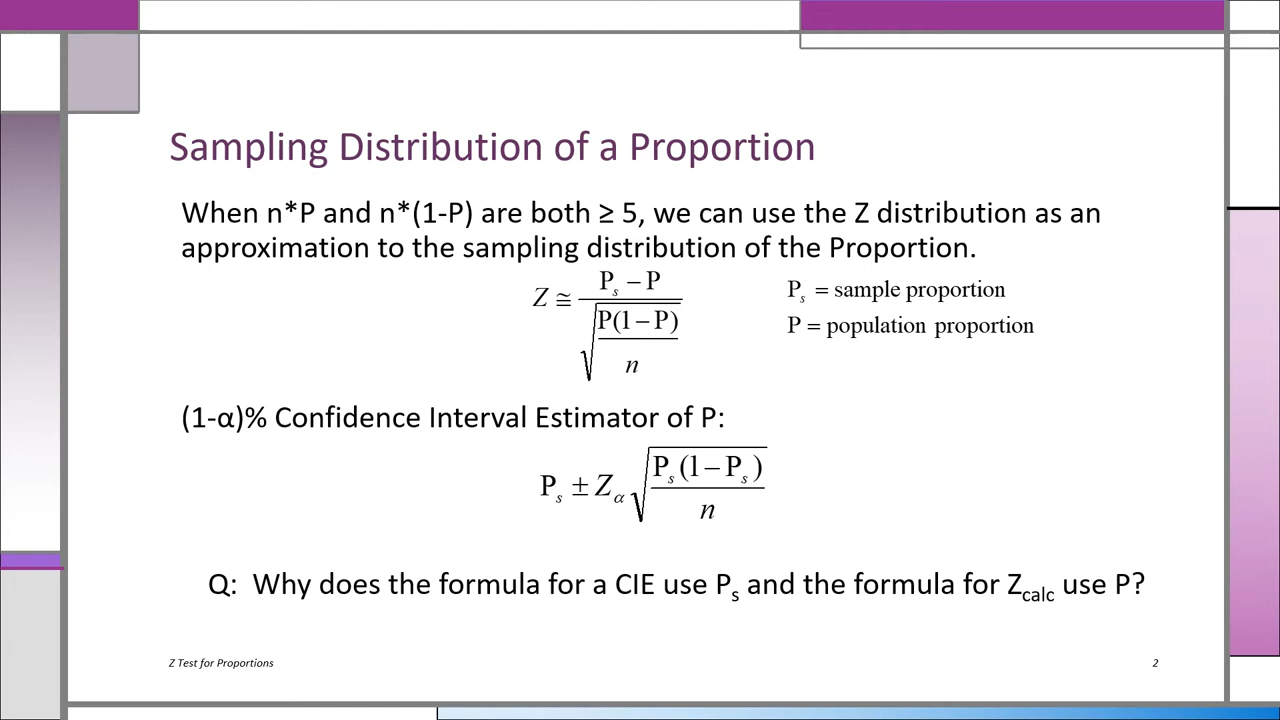 Sampling Distribution of a Proportion
When n*P and n*(1-P) are both ≥ 5, we can use the Z distribution as an
approximation to the sampling distribution of the Proportion.
Z ≅ (Pₛ − P) / √(P(1 − P) / n)
Pₛ = sample proportion
P = population proportion
(1-α)% Confidence Interval Estimator of P:
Pₛ ± Z_α √(Pₛ(1 − Pₛ) / n)
Q: Why does the formula for a CIE use Pₛ and the formula for Z_calc use P?
Z Test for Proportions
2